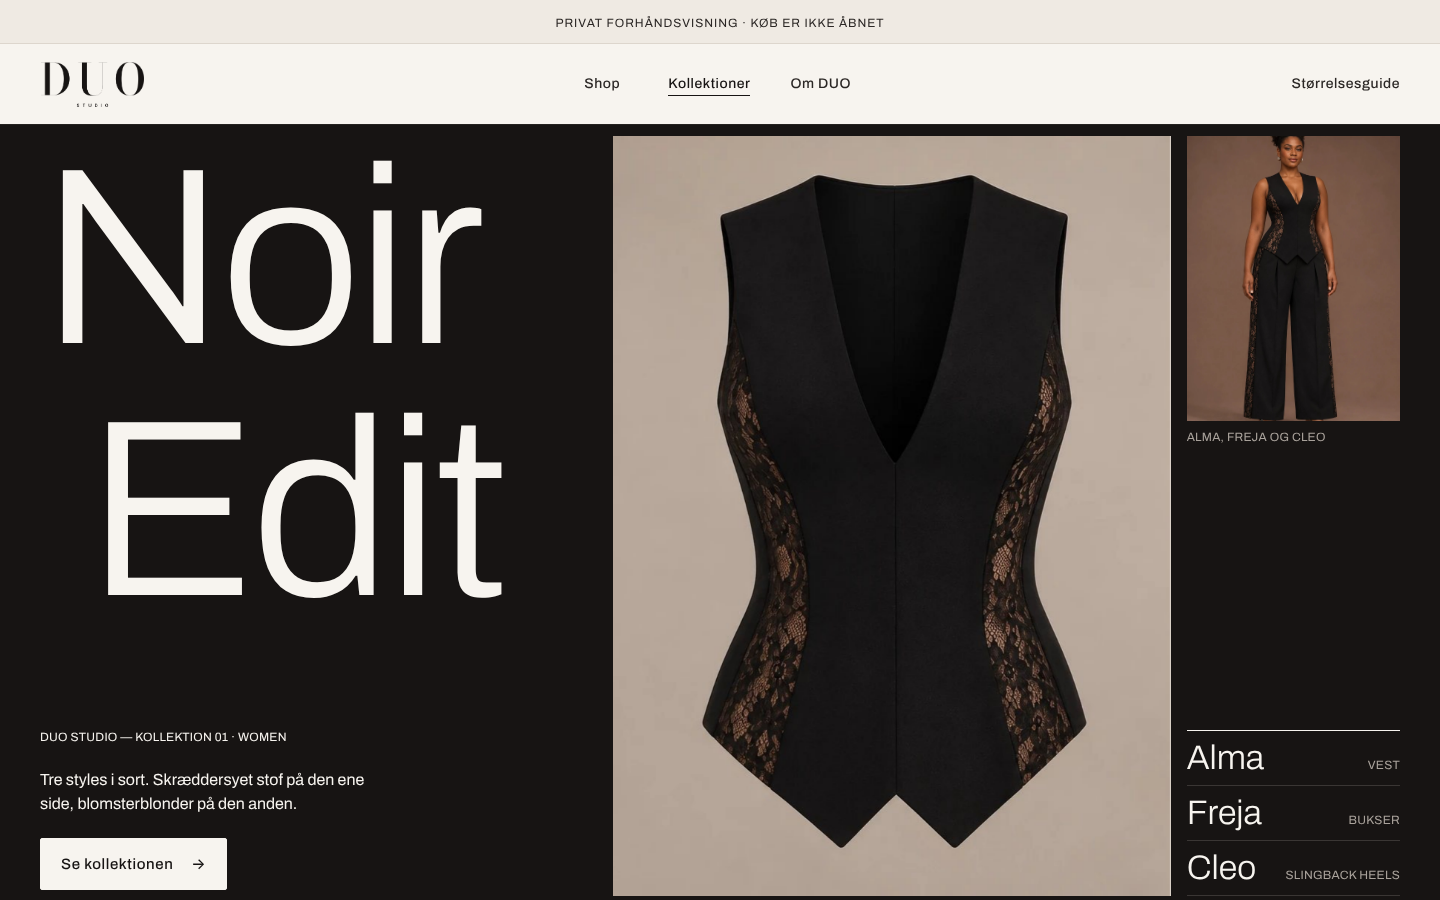 PRIVAT FORHÅNDSVISNING · KØB ER IKKE ÅBNET
DUO
STUDIO
Shop
Kollektioner
Om DUO
Størrelsesguide
Noir
Edit
DUO STUDIO — KOLLEKTION 01 · WOMEN
Tre styles i sort. Skræddersyet stof på den ene
side, blomsterblonder på den anden.
Se kollektionen →
ALMA, FREJA OG CLEO
Alma VEST
Freja BUKSER
Cleo SLINGBACK HEELS